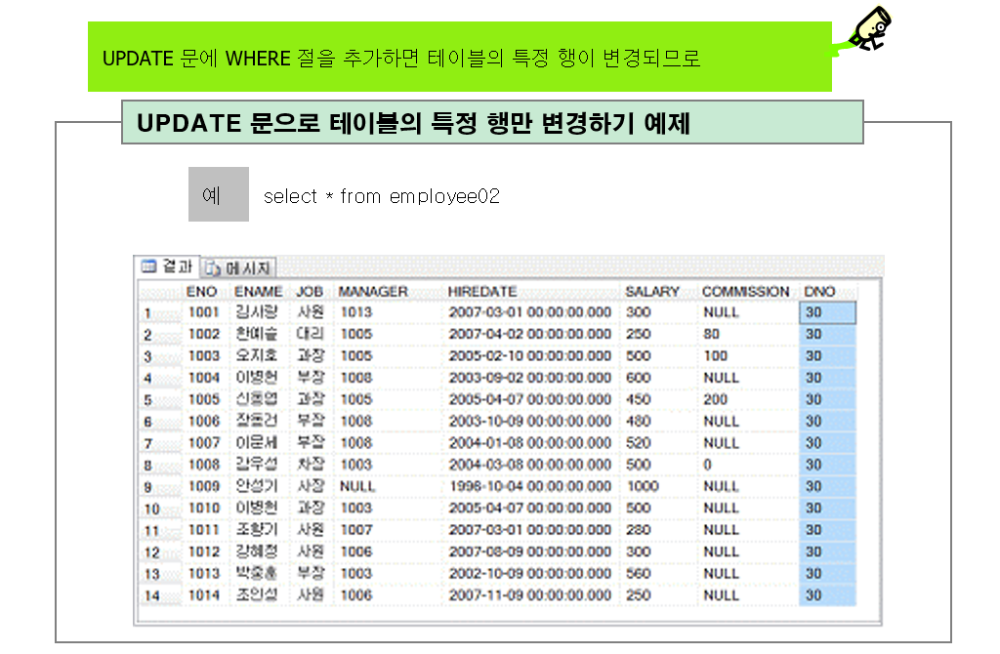 UPDATE 문에 WHERE 절을 추가하면 테이블의 특정 행이 변경되므로
UPDATE 문으로 테이블의 특정 행만 변경하기 예제
예 select * from employee02
결과 메시지
ENO ENAME JOB MANAGER HIREDATE SALARY COMMISSION DNO
1 1001 김사랑 사원 1013 2007-03-01 00:00:00.000 300 NULL 30
2 1002 한예슬 대리 1005 2007-04-02 00:00:00.000 250 80 30
3 1003 오지호 과장 1005 2005-02-10 00:00:00.000 500 100 30
4 1004 이병헌 부장 1008 2003-09-02 00:00:00.000 600 NULL 30
5 1005 신동엽 과장 1005 2005-04-07 00:00:00.000 450 200 30
6 1006 장동건 부장 1008 2003-10-09 00:00:00.000 480 NULL 30
7 1007 이문세 부장 1008 2004-01-08 00:00:00.000 520 NULL 30
8 1008 감우성 차장 1003 2004-03-08 00:00:00.000 500 0 30
9 1009 안성기 사장 NULL 1996-10-04 00:00:00.000 1000 NULL 30
10 1010 이병헌 과장 1003 2005-04-07 00:00:00.000 500 NULL 30
11 1011 조향기 사원 1007 2007-03-01 00:00:00.000 280 NULL 30
12 1012 강혜정 사원 1006 2007-08-09 00:00:00.000 300 NULL 30
13 1013 박중훈 부장 1003 2002-10-09 00:00:00.000 560 NULL 30
14 1014 조인성 사원 1006 2007-11-09 00:00:00.000 250 NULL 30